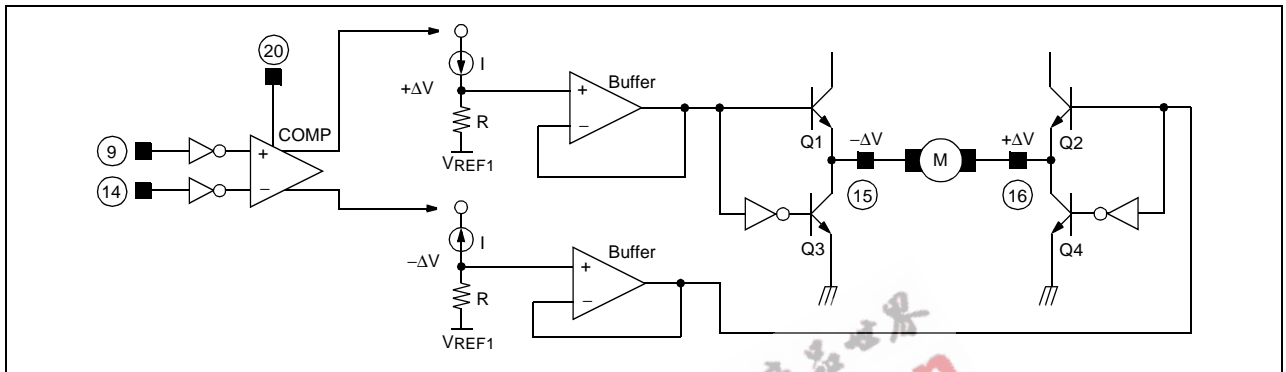 20
I
+ΔV
Buffer
+
−
R
COMP
VREF1
Q1
−ΔV
+ΔV
Q2
9
+
14
−
M
15
16
Q3
Q4
I
−ΔV
Buffer
+
−
R
VREF1